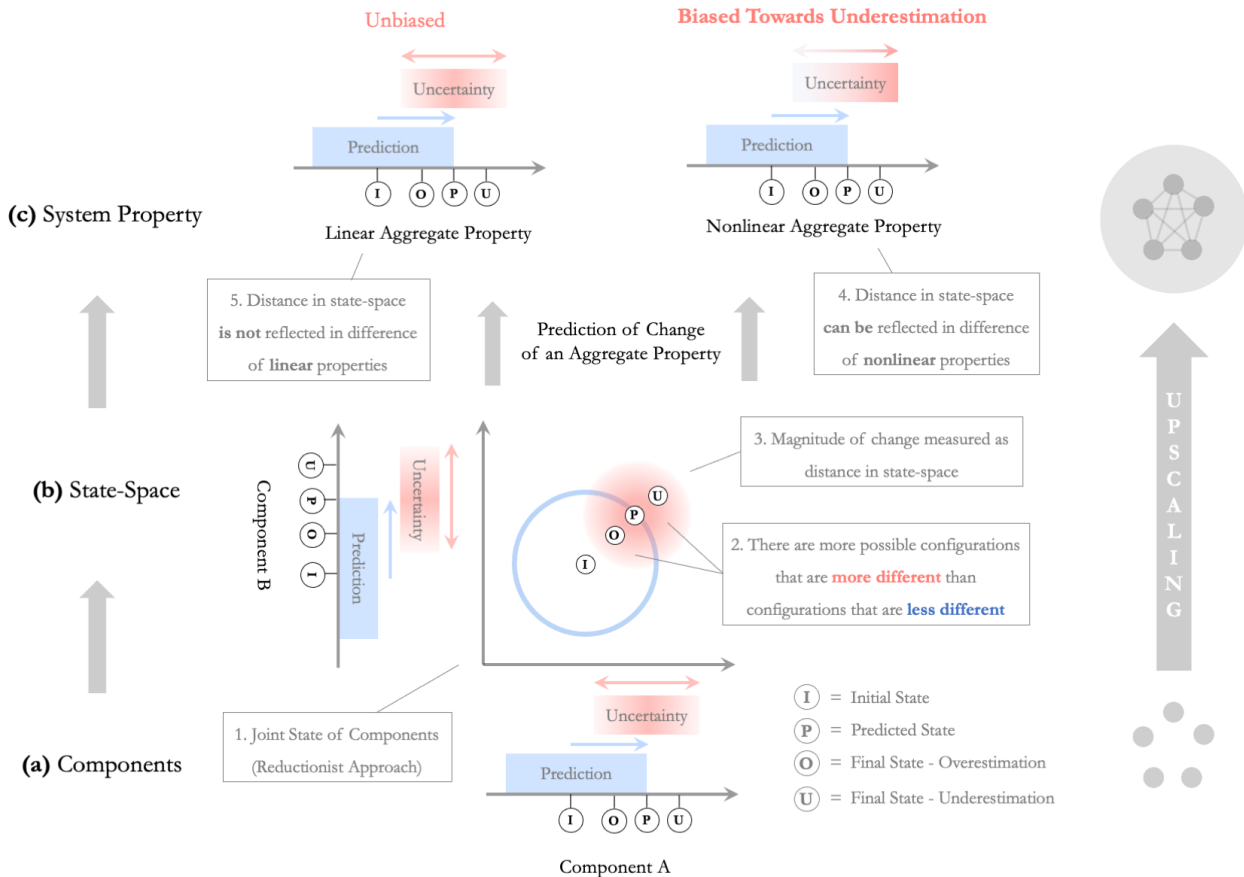 Unbiased
Biased Towards Underestimation
Uncertainty
Uncertainty
Prediction
Prediction
I O P U
I O P U
(c) System Property
Linear Aggregate Property
Nonlinear Aggregate Property
5. Distance in state-space
is not reflected in difference
of linear properties
4. Distance in state-space
can be reflected in difference
of nonlinear properties
Prediction of Change
of an Aggregate Property
UPSCALING
(b) State-Space
Component B
U
P
O
I
Prediction
Uncertainty
U
P
O
I
3. Magnitude of change measured as
distance in state-space
2. There are more possible configurations
that are more different than
configurations that are less different
(a) Components
1. Joint State of Components
(Reductionist Approach)
Uncertainty
Prediction
I O P U
Component A
I = Initial State
P = Predicted State
O = Final State - Overestimation
U = Final State - Underestimation